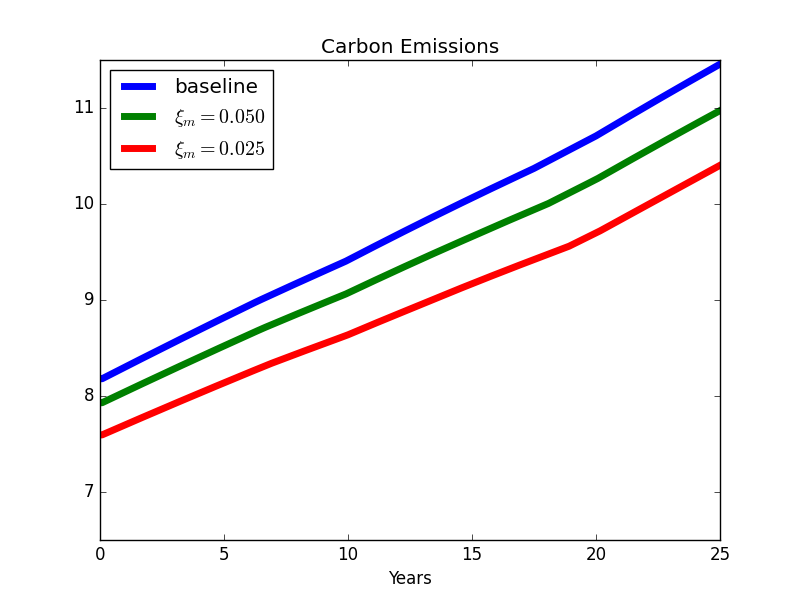 Carbon Emissions
baseline
ξₘ = 0.050
ξₘ = 0.025
11
10
9
8
7
0 5 10 15 20 25
Years